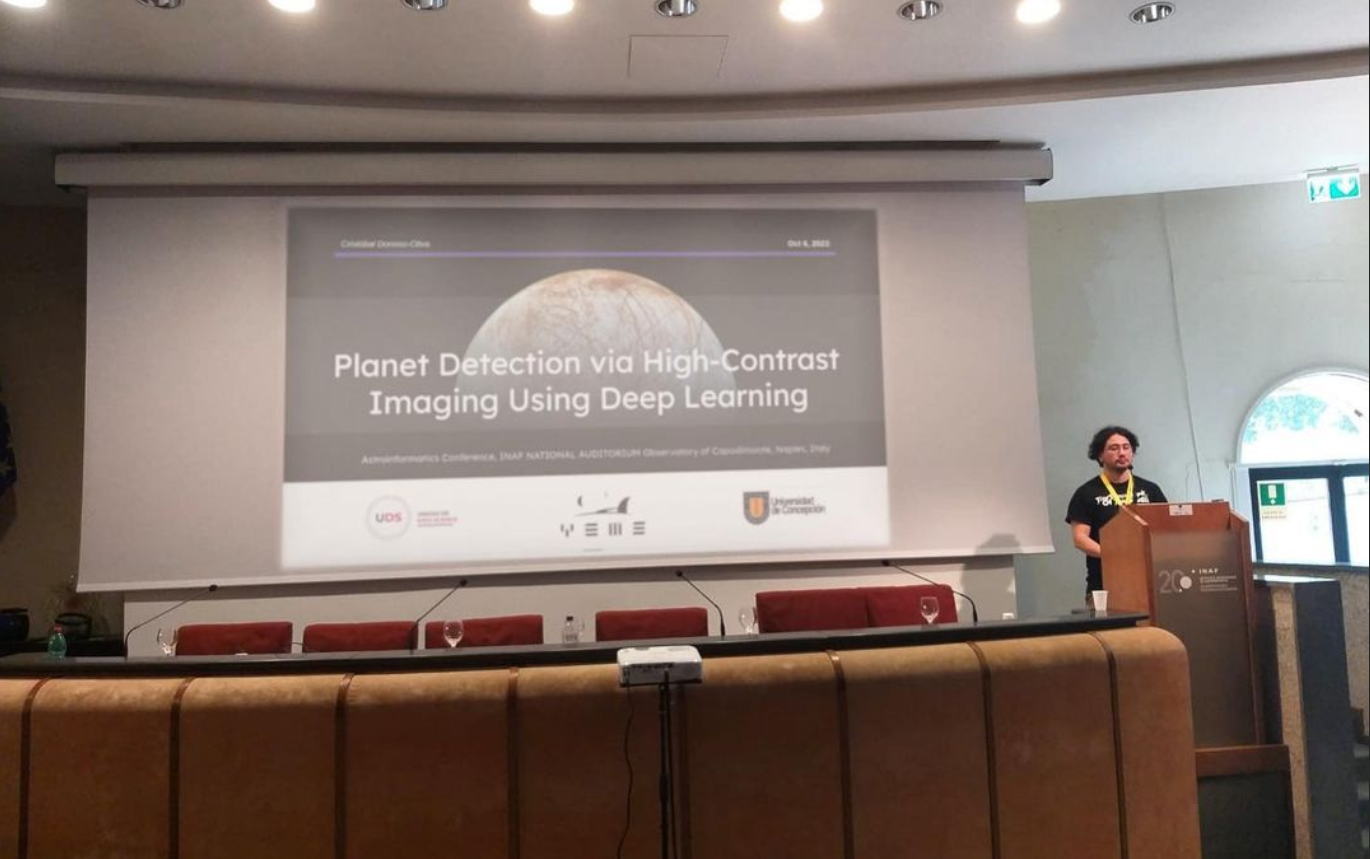 Cristóbal Donoso-Oliva
Oct 6, 2023
Planet Detection via High-Contrast
Imaging Using Deep Learning
Astroinformatics Conference, INAF NATIONAL AUDITORIUM Observatory of Capodimonte, Naples, Italy
UDS
Universidad
de Concepción
20
INAF